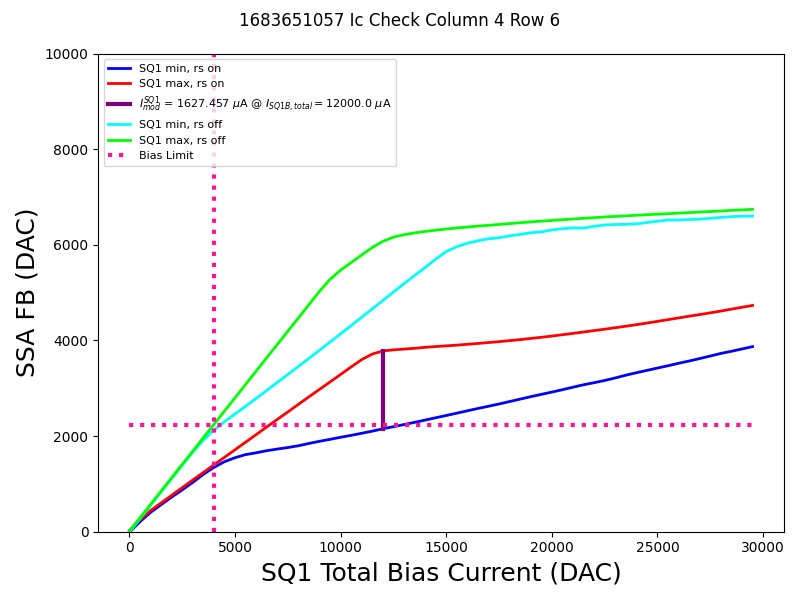 1683651057 Ic Check Column 4 Row 6
10000
8000
6000
4000
2000
0
SSA FB (DAC)
SQ1 min, rs on
SQ1 max, rs on
I_{mod}^{SQ1} = 1627.457 μA @ I_{SQ1B,total} = 12000.0 μA
SQ1 min, rs off
SQ1 max, rs off
Bias Limit
0 5000 10000 15000 20000 25000 30000
SQ1 Total Bias Current (DAC)